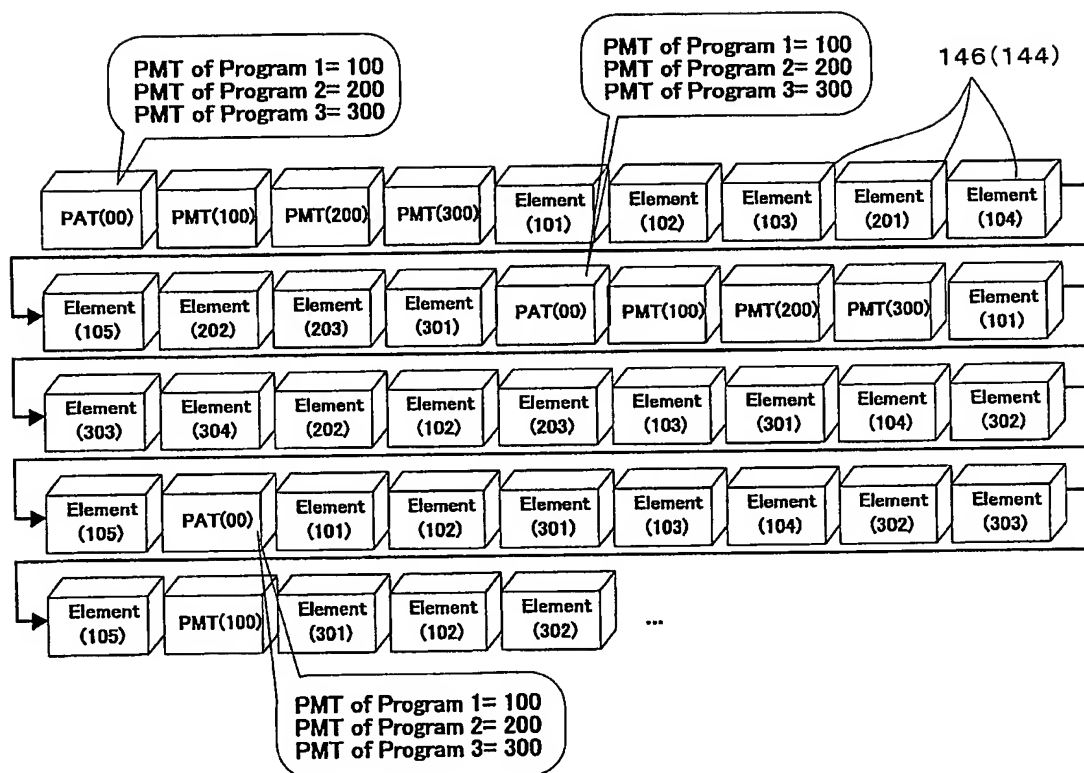 PMT of Program 1= 100
PMT of Program 2= 200
PMT of Program 3= 300
PMT of Program 1= 100
PMT of Program 2= 200
PMT of Program 3= 300
146(144)
PAT(00) PMT(100) PMT(200) PMT(300) Element (101) Element (102) Element (103) Element (201) Element (104)
Element (105) Element (202) Element (203) Element (301) PAT(00) PMT(100) PMT(200) PMT(300) Element (101)
Element (303) Element (304) Element (202) Element (102) Element (203) Element (103) Element (301) Element (104) Element (302)
Element (105) PAT(00) Element (101) Element (102) Element (301) Element (103) Element (104) Element (302) Element (303)
Element (105) PMT(100) Element (301) Element (102) Element (302) ...
PMT of Program 1= 100
PMT of Program 2= 200
PMT of Program 3= 300